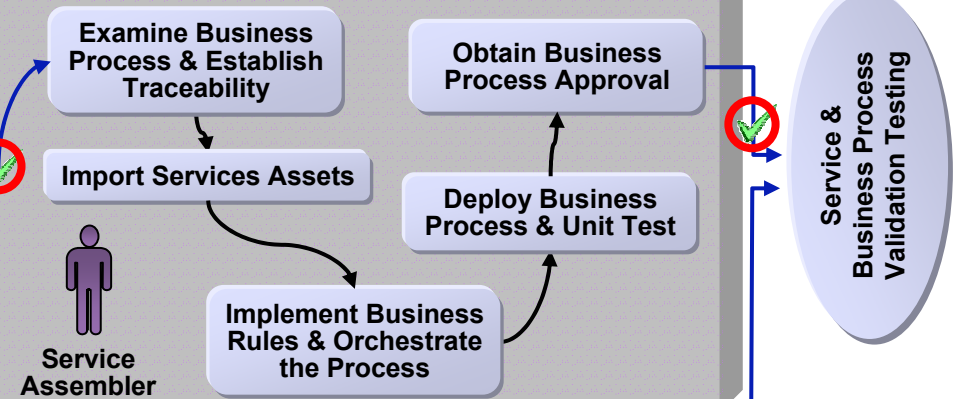 Examine Business
Process & Establish
Traceability
Import Services Assets
Implement Business
Rules & Orchestrate
the Process
Deploy Business
Process & Unit Test
Obtain Business
Process Approval
Service
Assembler
Service &
Business Process
Validation Testing